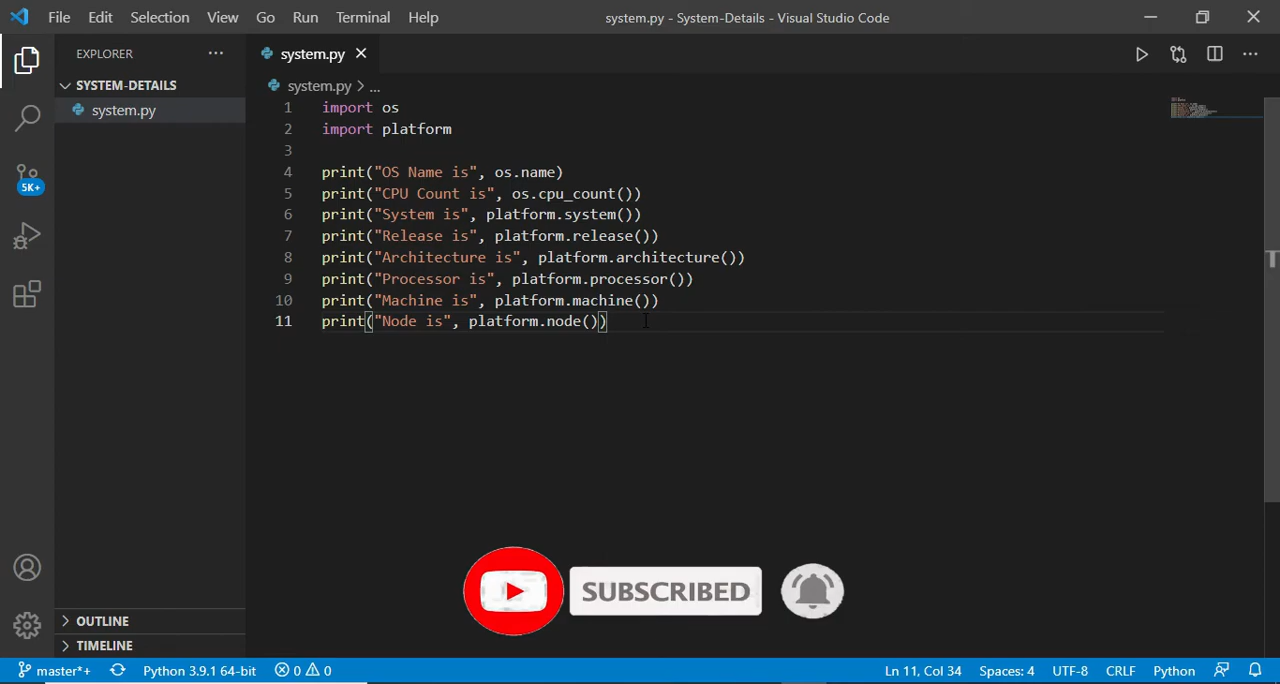 File Edit Selection View Go Run Terminal Help system.py - System-Details - Visual Studio Code
EXPLORER ... system.py
SYSTEM-DETAILS
system.py
OUTLINE
TIMELINE
5K+
system.py > ...
1 import os
2 import platform
3
4 print("OS Name is", os.name)
5 print("CPU Count is", os.cpu_count())
6 print("System is", platform.system())
7 print("Release is", platform.release())
8 print("Architecture is", platform.architecture())
9 print("Processor is", platform.processor())
10 print("Machine is", platform.machine())
11 print("Node is", platform.node())
SUBSCRIBED
master*+ Python 3.9.1 64-bit 0 0 Ln 11, Col 34 Spaces: 4 UTF-8 CRLF Python